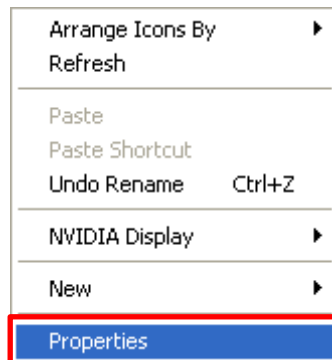 Arrange Icons By
Refresh
Paste
Paste Shortcut
Undo Rename Ctrl+Z
NVIDIA Display
New
Properties